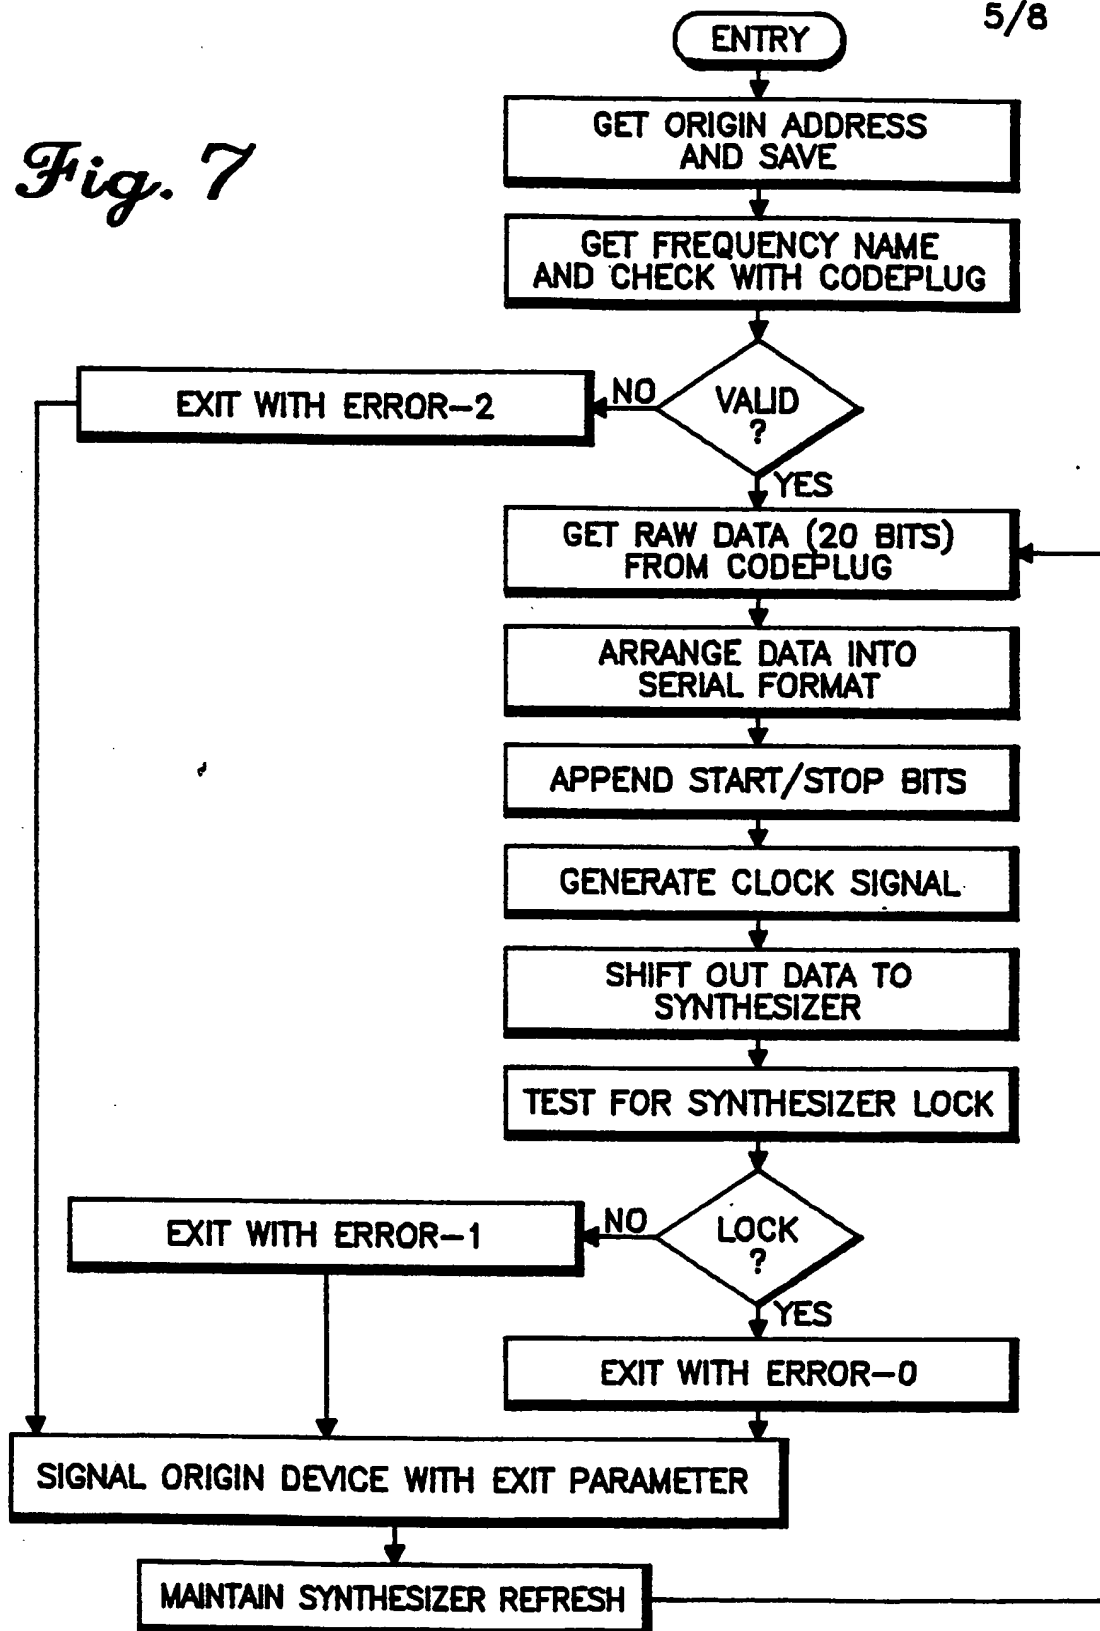 5/8
ENTRY
Fig. 7
GET ORIGIN ADDRESS
AND SAVE
GET FREQUENCY NAME
AND CHECK WITH CODEPLUG
VALID
?
NO
EXIT WITH ERROR-2
YES
GET RAW DATA (20 BITS)
FROM CODEPLUG
ARRANGE DATA INTO
SERIAL FORMAT
APPEND START/STOP BITS
GENERATE CLOCK SIGNAL
SHIFT OUT DATA TO
SYNTHESIZER
TEST FOR SYNTHESIZER LOCK
LOCK
?
NO
EXIT WITH ERROR-1
YES
EXIT WITH ERROR-0
SIGNAL ORIGIN DEVICE WITH EXIT PARAMETER
MAINTAIN SYNTHESIZER REFRESH